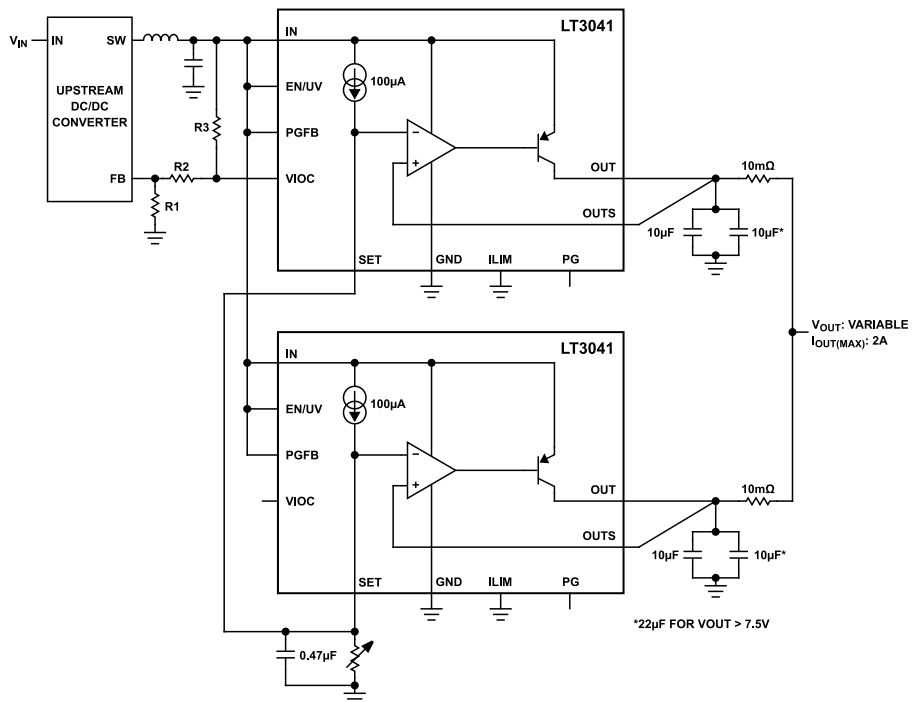 LT3041
V_IN
IN
SW
UPSTREAM
DC/DC
CONVERTER
FB
R1
R2
R3
IN
EN/UV
PGFB
VIOC
100µA
OUT
OUTS
SET
GND
ILIM
PG
10mΩ
10µF
10µF*
V_OUT: VARIABLE
I_OUT(MAX): 2A
LT3041
IN
EN/UV
PGFB
VIOC
100µA
OUT
OUTS
SET
GND
ILIM
PG
10mΩ
10µF
10µF*
*22µF FOR VOUT > 7.5V
0.47µF